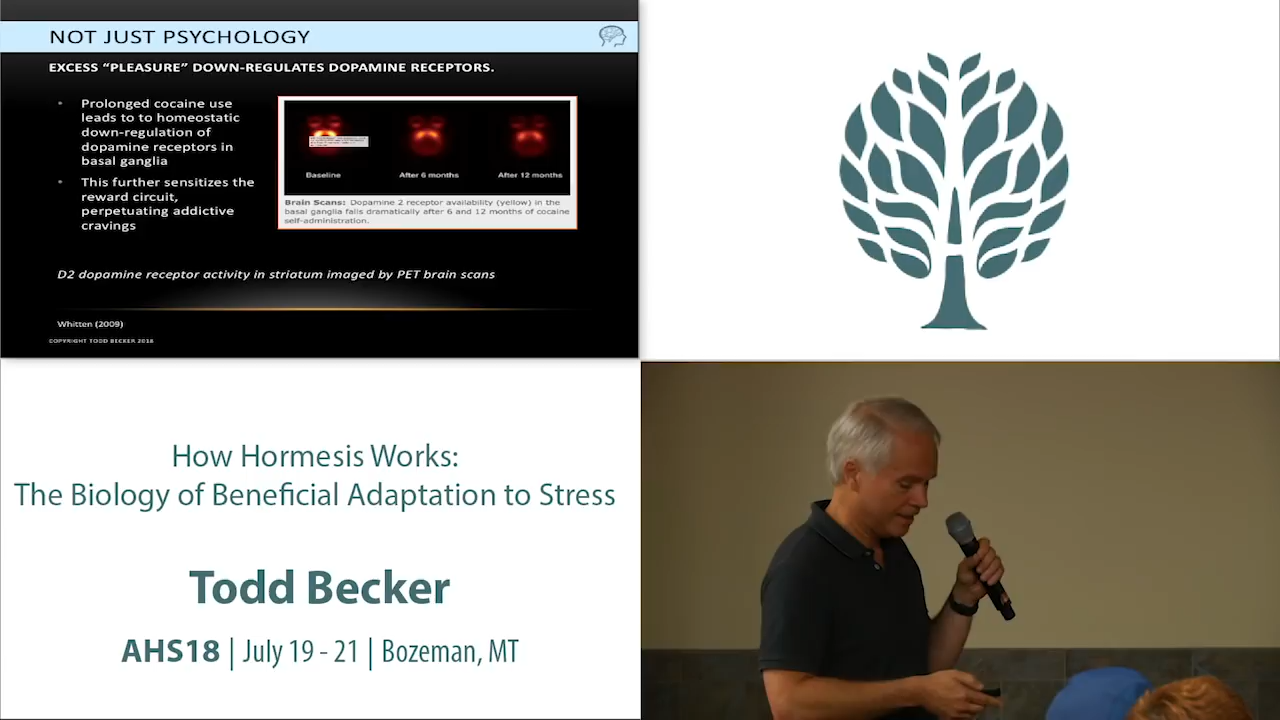 NOT JUST PSYCHOLOGY
EXCESS “PLEASURE” DOWN-REGULATES DOPAMINE RECEPTORS.
• Prolonged cocaine use
leads to to homeostatic
down-regulation of
dopamine receptors in
basal ganglia
• This further sensitizes the
reward circuit,
perpetuating addictive
cravings
Baseline
After 6 months
After 12 months
Brain Scans: Dopamine 2 receptor availability (yellow) in the
basal ganglia falls dramatically after 6 and 12 months of cocaine
self-administration.
D2 dopamine receptor activity in striatum imaged by PET brain scans
Whitten (2009)
COPYRIGHT TODD BECKER 2018
How Hormesis Works:
The Biology of Beneficial Adaptation to Stress
Todd Becker
AHS18 | July 19 - 21 | Bozeman, MT